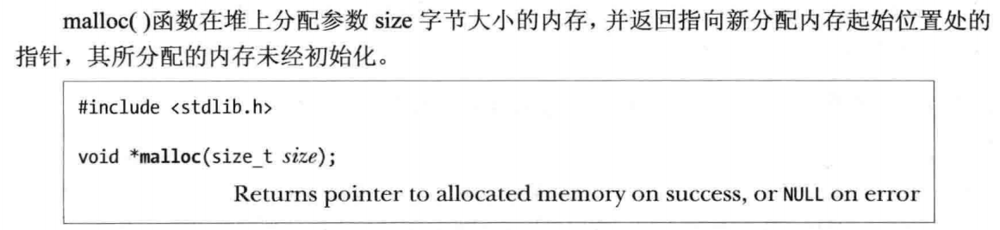 malloc( )函数在堆上分配参数 size 字节大小的内存，并返回指向新分配内存起始位置处的
指针，其所分配的内存未经初始化。
#include <stdlib.h>
void *malloc(size_t size);
Returns pointer to allocated memory on success, or NULL on error